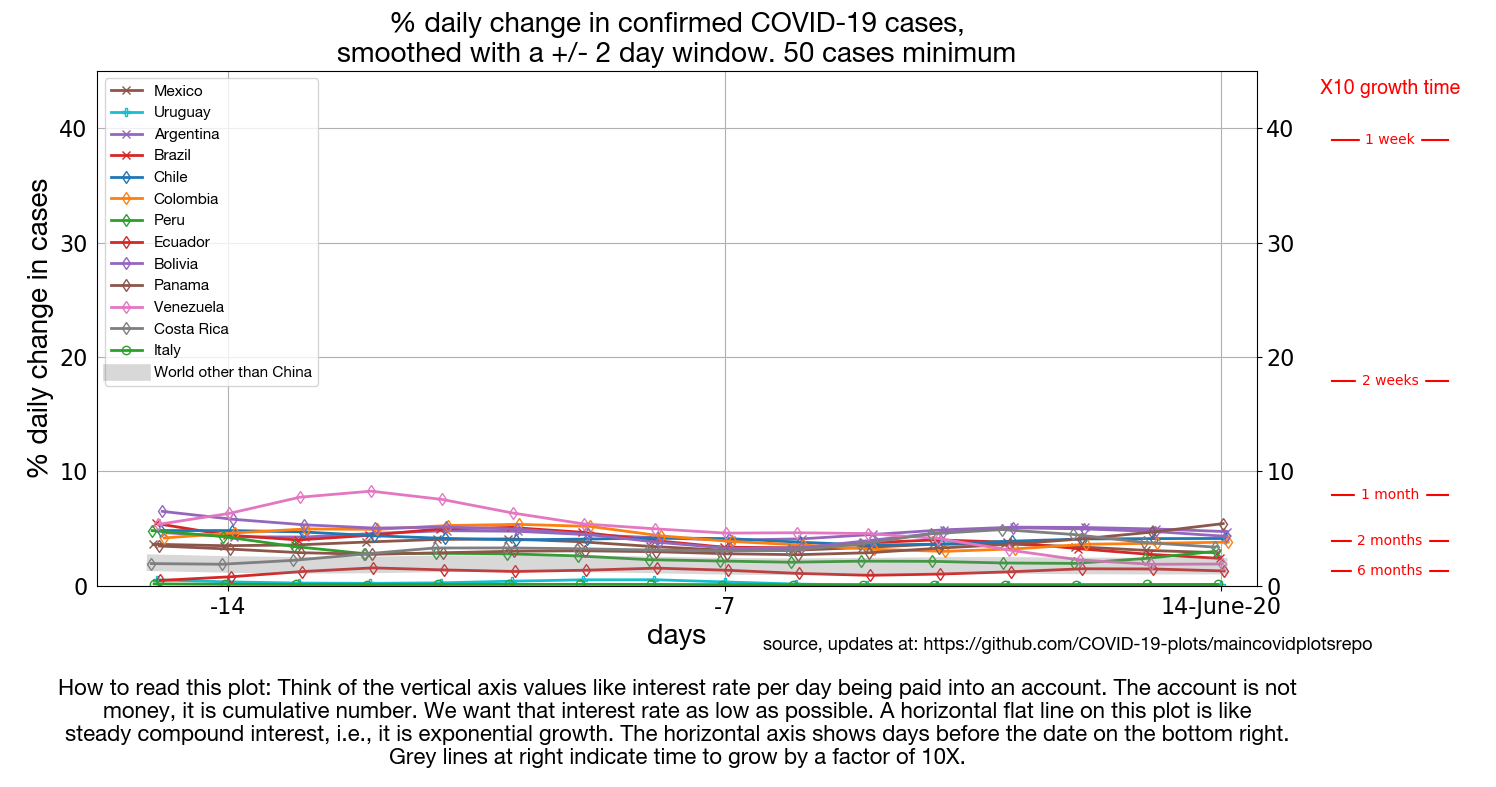 % daily change in confirmed COVID-19 cases,
smoothed with a +/- 2 day window. 50 cases minimum
X10 growth time
Mexico
Uruguay
Argentina
Brazil
Chile
Colombia
Peru
Ecuador
Bolivia
Panama
Venezuela
Costa Rica
Italy
World other than China
% daily change in cases
40
30
20
10
0
40
30
20
10
0
1 week
2 weeks
1 month
2 months
6 months
-14
-7
14-June-20
days
source, updates at: https://github.com/COVID-19-plots/maincovidplotsrepo
How to read this plot: Think of the vertical axis values like interest rate per day being paid into an account. The account is not
money, it is cumulative number. We want that interest rate as low as possible. A horizontal flat line on this plot is like
steady compound interest, i.e., it is exponential growth. The horizontal axis shows days before the date on the bottom right.
Grey lines at right indicate time to grow by a factor of 10X.